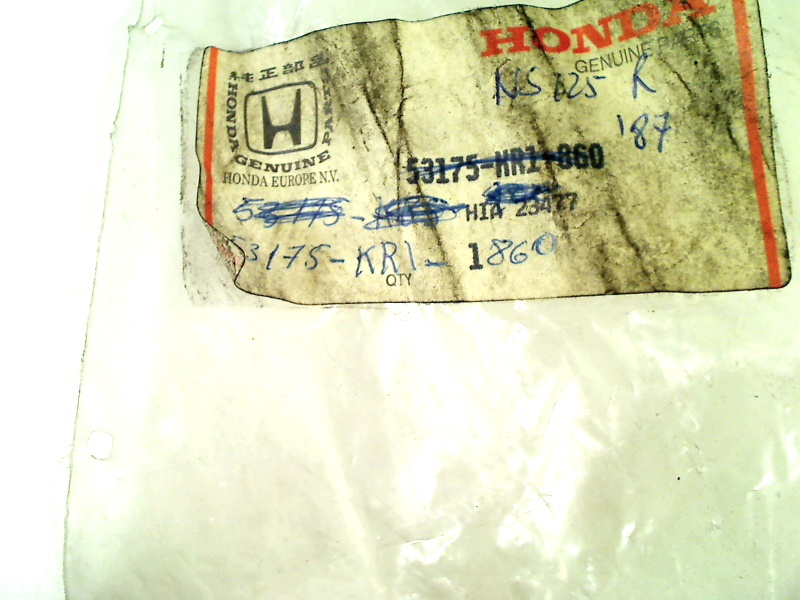 HONDA
GENUINE PARTS
純正部品
HONDA GENUINE PARTS
HONDA EUROPE N.V.
NS 125 R
'87
53175-KR1-860
HIA 23477
53175-KR1-1860
QTY